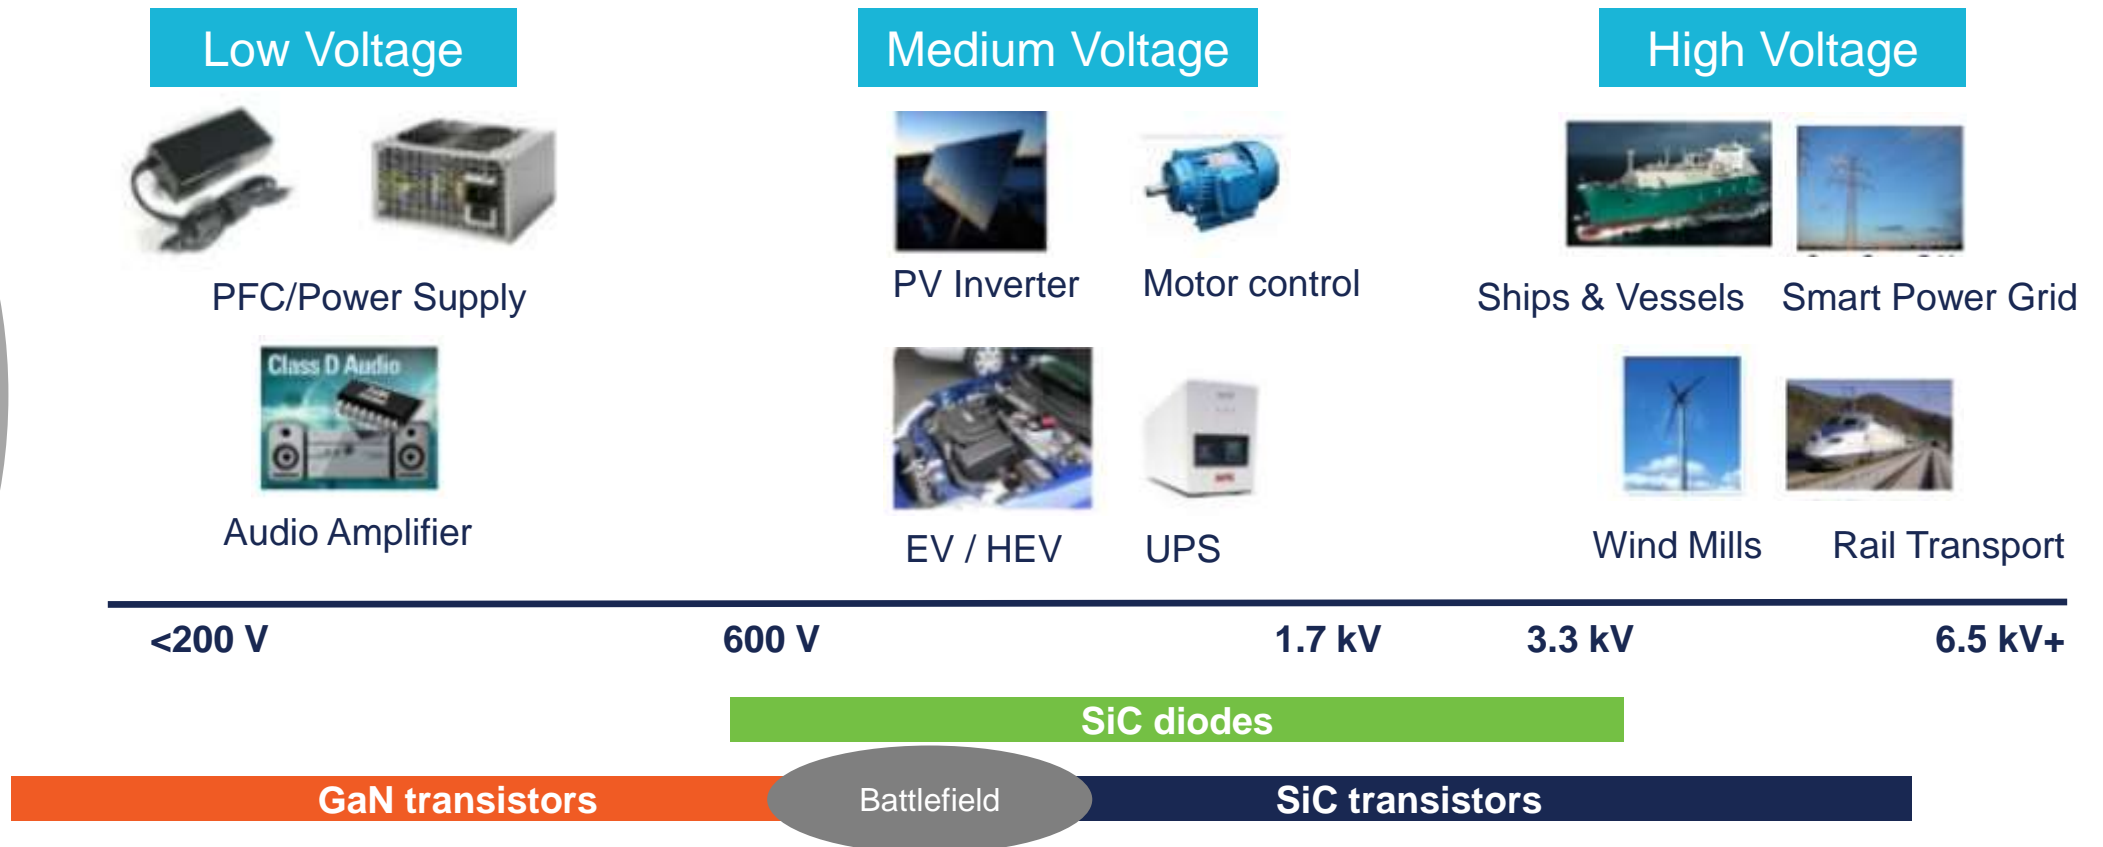 Low Voltage
Medium Voltage
High Voltage
PFC/Power Supply
PV Inverter
Motor control
Ships & Vessels
Smart Power Grid
Class D Audio
Audio Amplifier
EV / HEV
UPS
Wind Mills
Rail Transport
<200 V
600 V
1.7 kV
3.3 kV
6.5 kV+
SiC diodes
GaN transistors
Battlefield
SiC transistors